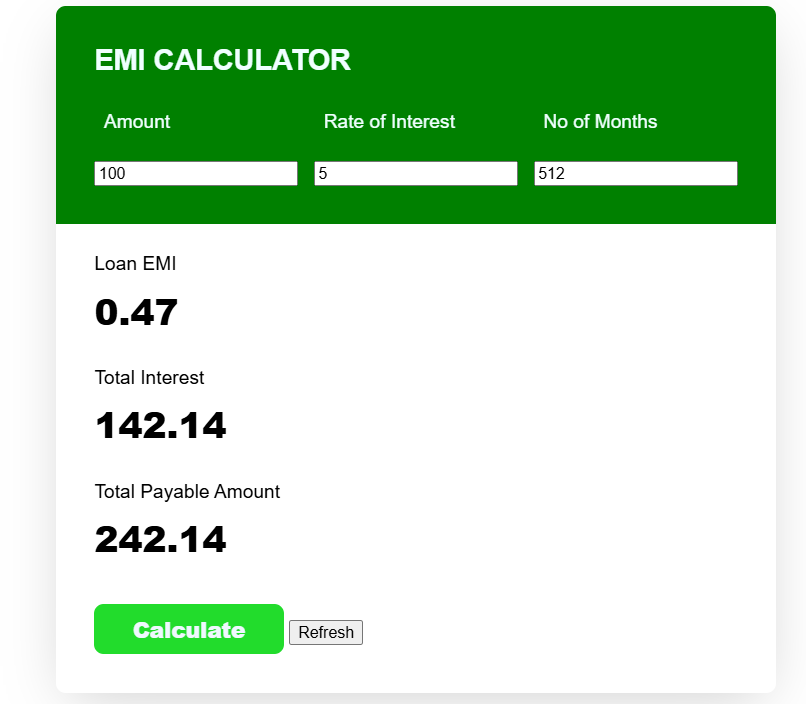 EMI CALCULATOR
Amount Rate of Interest No of Months
100 5 512
Loan EMI
0.47
Total Interest
142.14
Total Payable Amount
242.14
Calculate Refresh